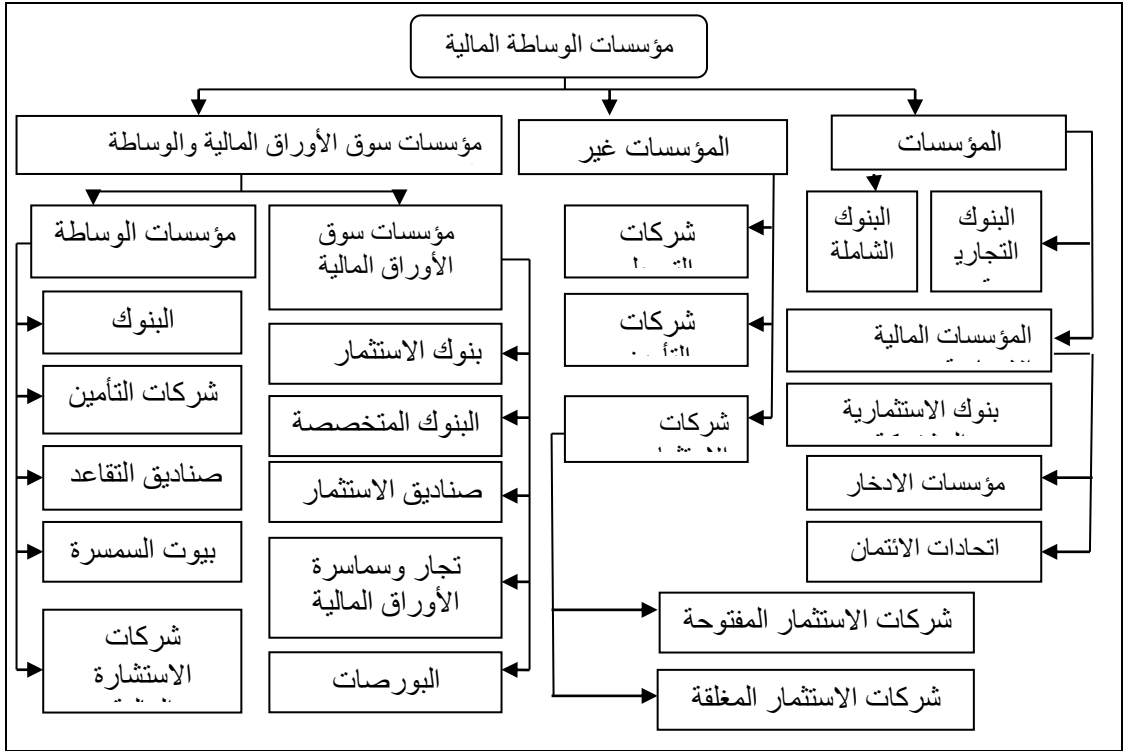 مؤسسات الوساطة المالية
المؤسسات
المؤسسات غير
مؤسسات سوق الأوراق المالية والوساطة
البنوك
التجاري
البنوك
الشاملة
المؤسسات المالية
بنوك الاستثمارية
مؤسسات الادخار
اتحادات الائتمان
شركات
شركات
شركات
شركات الاستثمار المفتوحة
شركات الاستثمار المغلقة
مؤسسات سوق
الأوراق المالية
بنوك الاستثمار
البنوك المتخصصة
صناديق الاستثمار
تجار وسماسرة
الأوراق المالية
البورصات
مؤسسات الوساطة
البنوك
شركات التأمين
صناديق التقاعد
بيوت السمسرة
شركات
الاستشارة